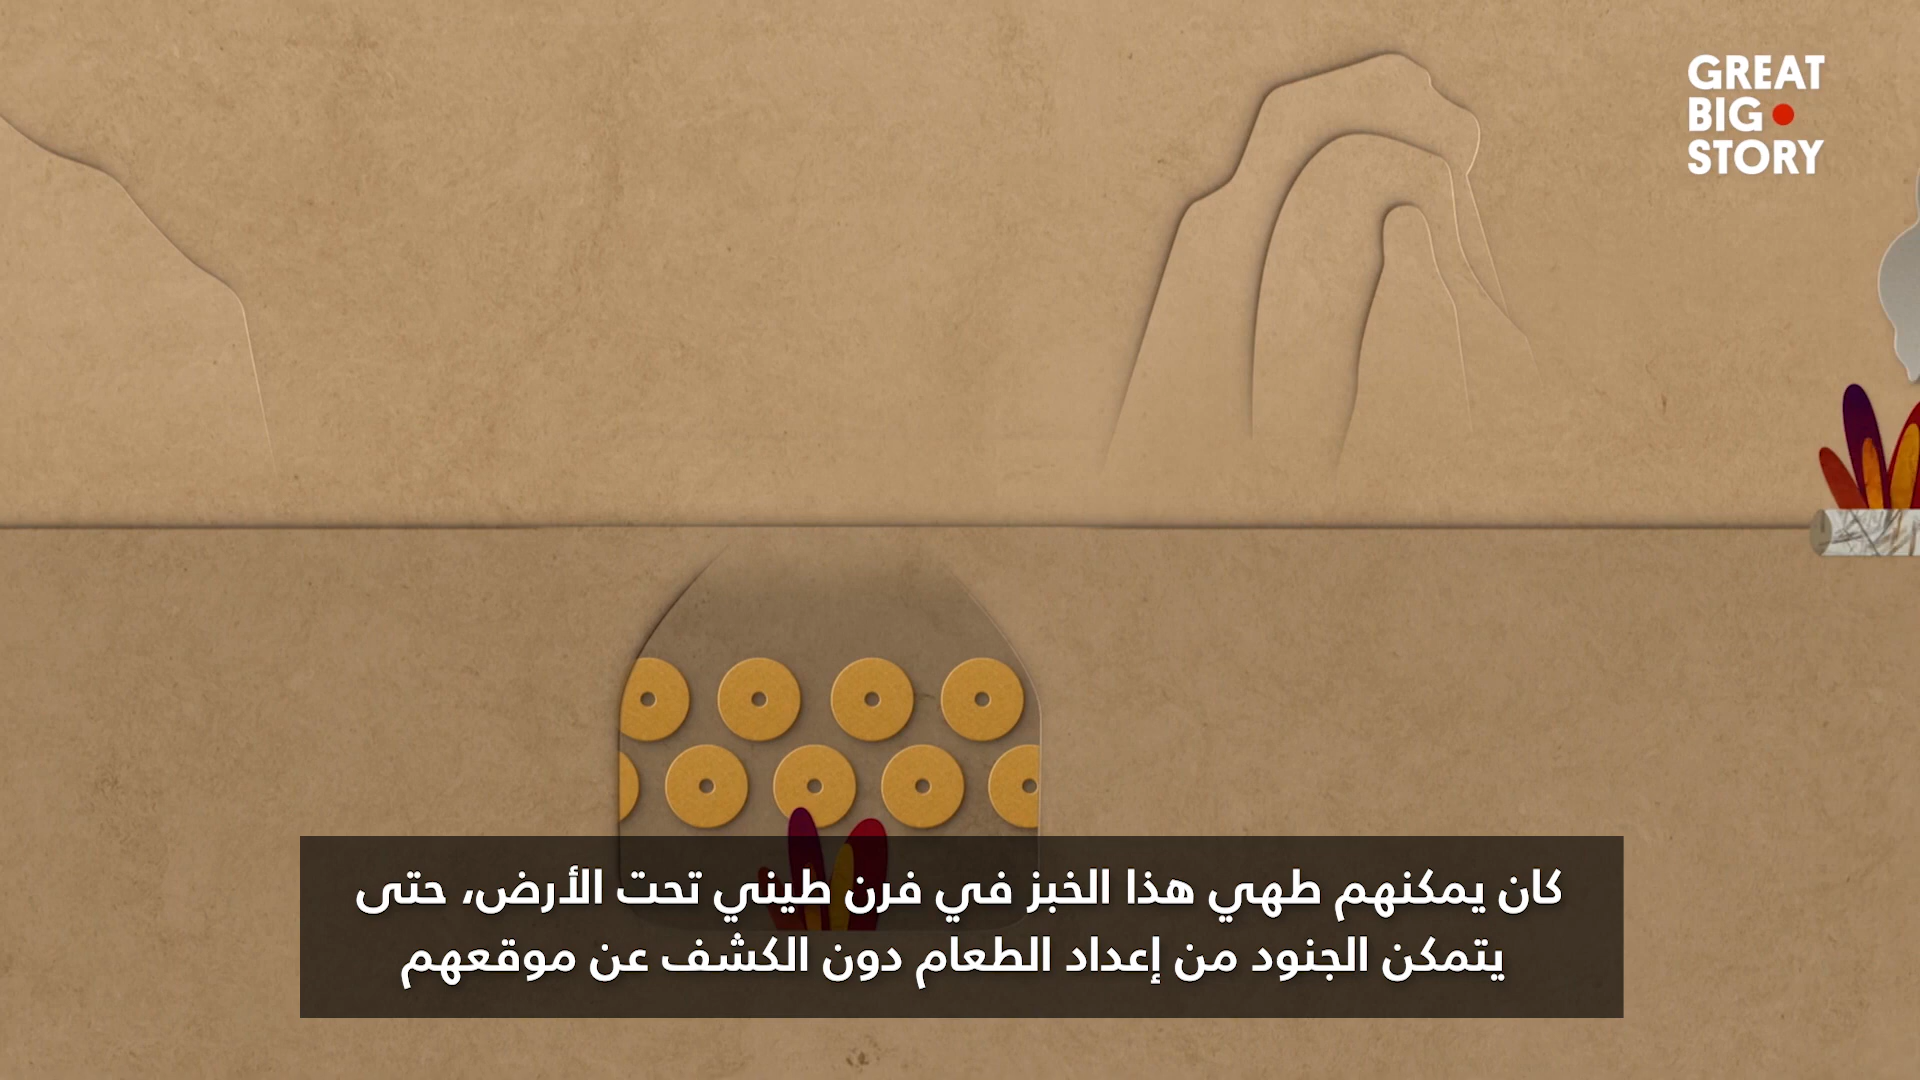 GREAT
BIG
STORY
كان يمكنهم طهي هذا الخبز في فرن طيني تحت الأرض، حتى
يتمكن الجنود من إعداد الطعام دون الكشف عن موقعهم